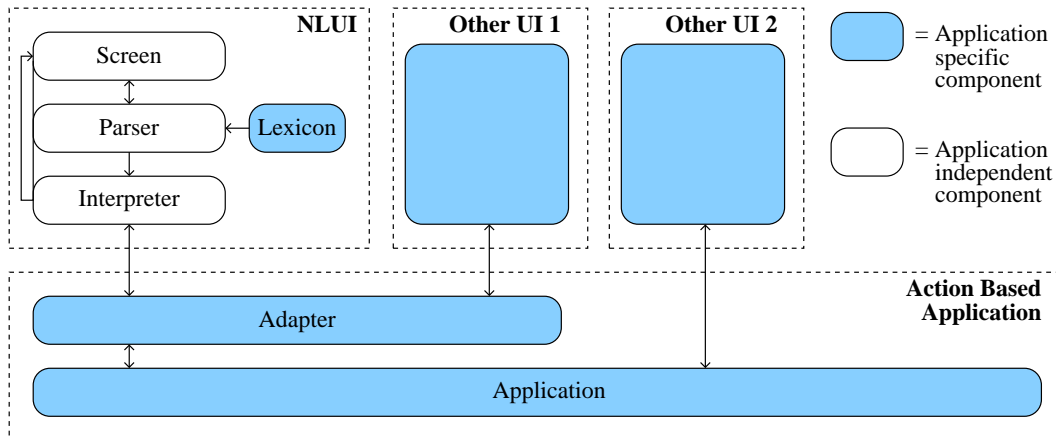 NLUI
Screen
Parser
Lexicon
Interpreter
Other UI 1
Other UI 2
= Application
specific
component
= Application
independent
component
Action Based
Application
Adapter
Application